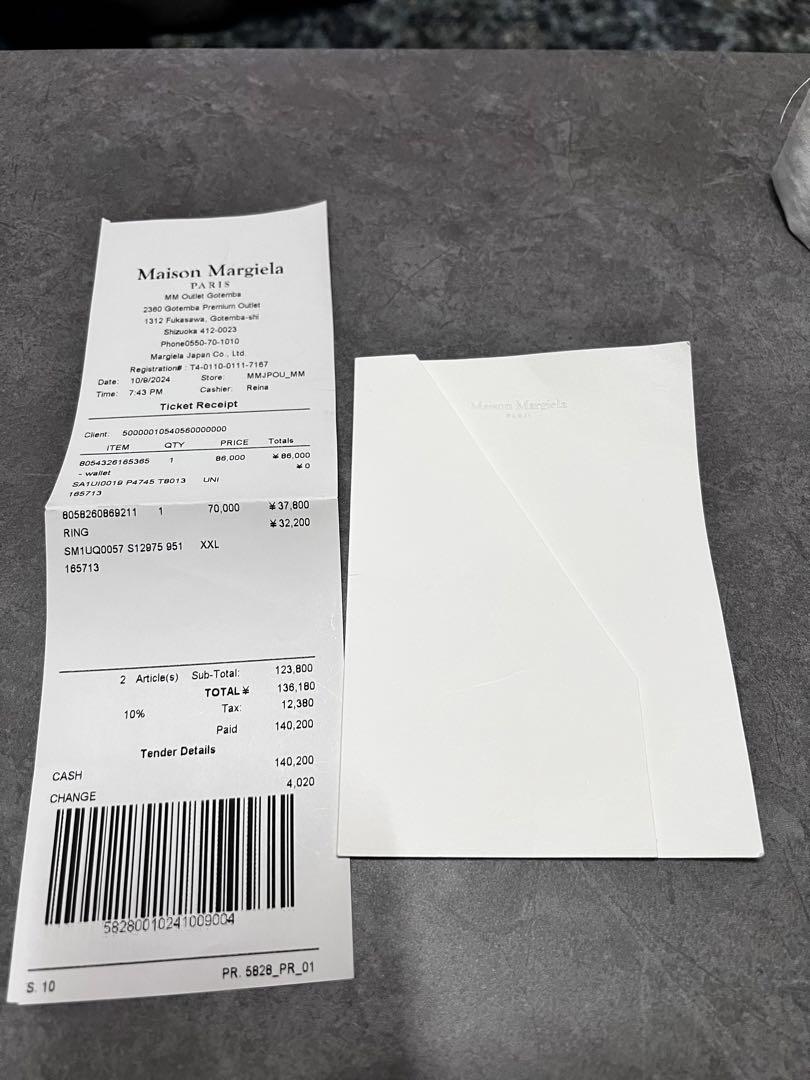 Maison Margiela
PARIS
MM Outlet Gotemba
2360 Gotemba Premium Outlet
1312 Fukasawa, Gotemba-shi
Shizuoka 412-0023
Phone0550-70-1010
Margiela Japan Co., Ltd.
Registration# : T4-0110-0111-7167
Date: 10/9/2024 Store: MMJPOU_MM
Time: 7:43 PM Cashier: Reina
Ticket Receipt
Client: 50000010540560000000
ITEM QTY PRICE Totals
8054326165365 1 86,000 ¥86,000
- wallet ¥0
SA1UI0019 P4745 T8013 UNI
165713
8058260869211 1 70,000 ¥37,800
RING ¥32,200
SM1UQ0057 S12975 951 XXL
165713
2 Article(s) Sub-Total: 123,800
TOTAL ¥ 136,180
10% Tax: 12,380
Paid 140,200
Tender Details
CASH 140,200
CHANGE 4,020
58280010241009004
S. 10 PR. 5828_PR_01
Maison Margiela
PARIS